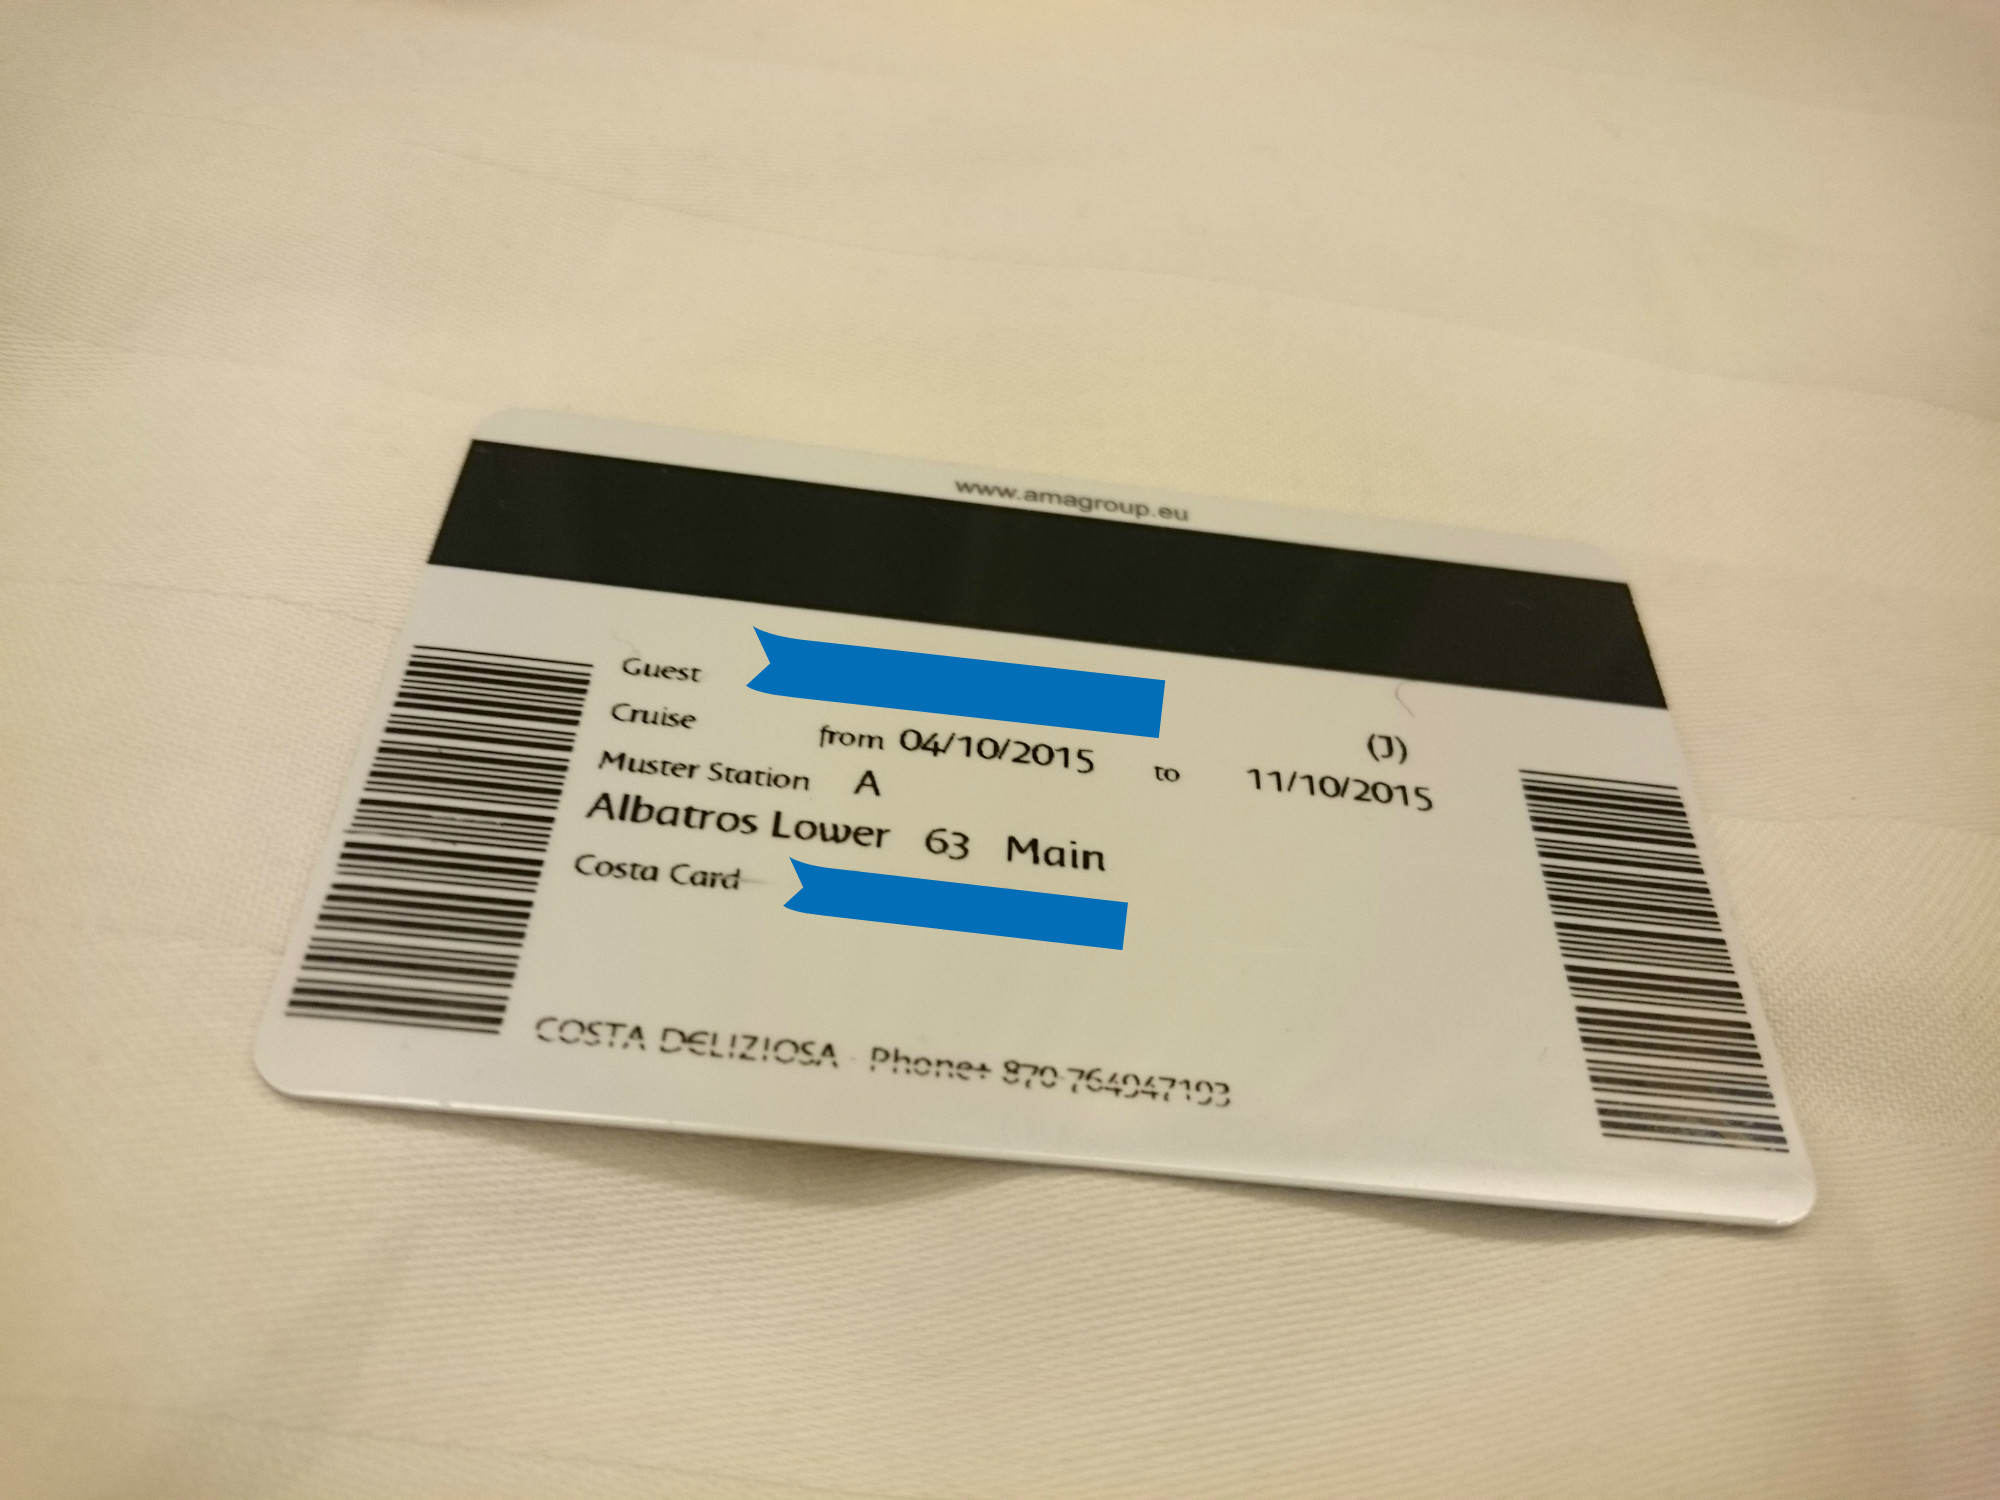 www.amagroup.eu
Guest
(J)
Cruise from 04/10/2015 to 11/10/2015
Muster Station A
Albatros Lower 63 Main
Costa Card
COSTA DELIZIOSA Phone+ 870-764947193